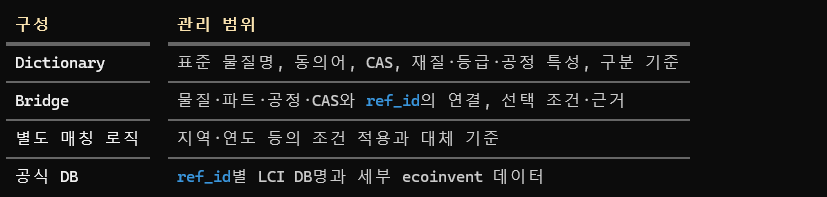 구성 관리 범위
Dictionary 표준 물질명, 동의어, CAS, 재질·등급·공정 특성, 구분 기준
Bridge 물질·파트·공정·CAS와 ref_id의 연결, 선택 조건·근거
별도 매칭 로직 지역·연도 등의 조건 적용과 대체 기준
공식 DB ref_id별 LCI DB명과 세부 ecoinvent 데이터